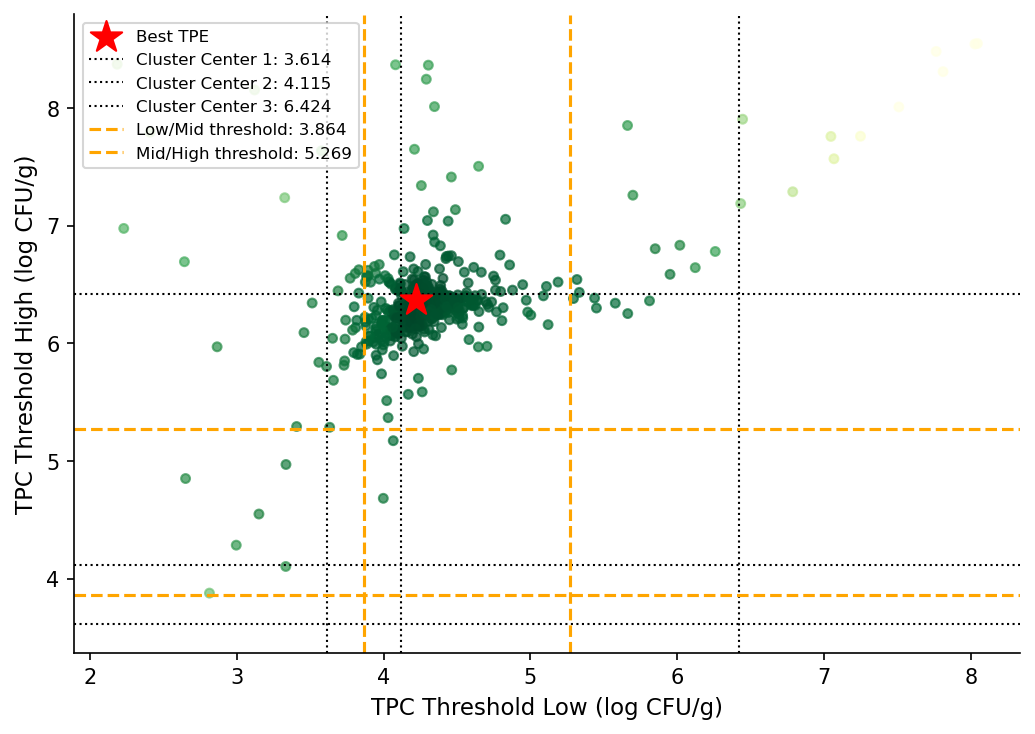 Best TPE
Cluster Center 1: 3.614
Cluster Center 2: 4.115
Cluster Center 3: 6.424
Low/Mid threshold: 3.864
Mid/High threshold: 5.269
TPC Threshold High (log CFU/g)
8
7
6
5
4
2 3 4 5 6 7 8
TPC Threshold Low (log CFU/g)